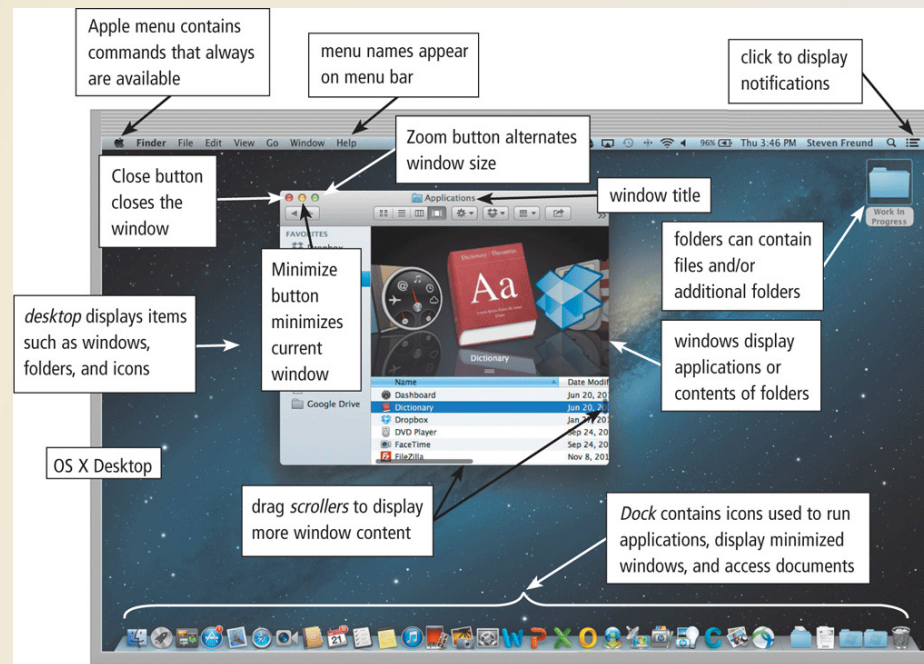 Apple menu contains
commands that always
are available
menu names appear
on menu bar
click to display
notifications
Finder File Edit View Go Window Help
96% Thu 3:46 PM Steven Freund
Zoom button alternates
window size
Close button
closes the
window
Applications
window title
Work In
Progress
FAVORITES
Dropbox
Minimize
button
minimizes
current
window
Dictionary - Thesaurus
Aa
Dictionary
folders can contain
files and/or
additional folders
desktop displays items
such as windows,
folders, and icons
windows display
applications or
contents of folders
Name Date Modif
Dashboard Jun 20, 20
Google Drive
Dictionary Jun 20, 20
Dropbox Jan 27, 201
DVD Player Sep 24, 20
FaceTime Sep 24, 20
FileZilla Nov 8, 201
OS X Desktop
drag scrollers to display
more window content
Dock contains icons used to run
applications, display minimized
windows, and access documents
21